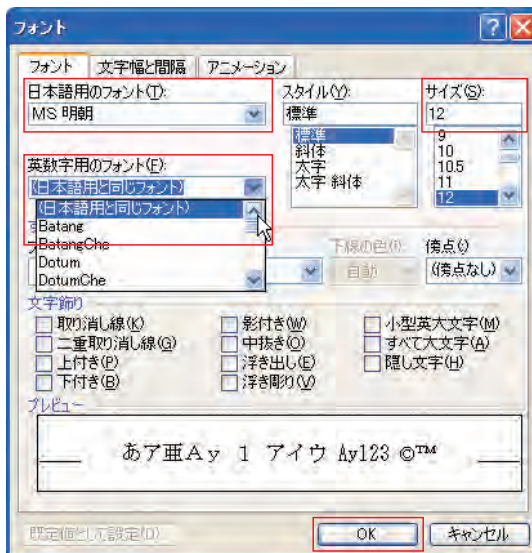 フォント
フォント 文字幅と間隔 アニメーション
日本語用のフォント(T): スタイル(Y): サイズ(S):
MS 明朝 標準 12
標準
斜体
太字
太字 斜体
9
10
10.5
11
12
英数字用のフォント(F):
(日本語用と同じフォント)
(日本語用と同じフォント)
Batang
BatangChe
Dotum
DotumChe
下線の色(I): 傍点(:)
自動 (傍点なし)
文字飾り
取り消し線(K) 影付き(W) 小型英大文字(M)
二重取り消し線(G) 中抜き(O) すべて大文字(A)
上付き(P) 浮き出し(E) 隠し文字(H)
下付き(B) 浮き彫り(V)
プレビュー
あア亜Ay 1 アイウ Ay123 ©™
既定値として設定(D) OK キャンセル